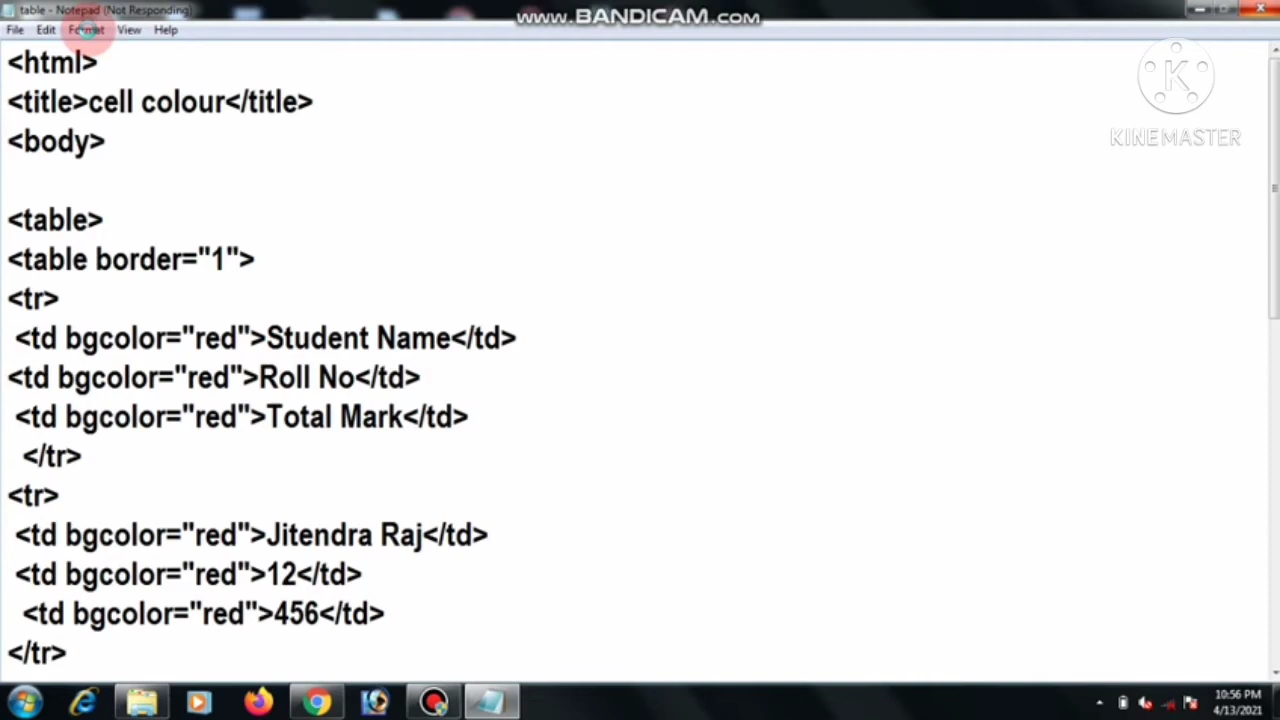 table - Notepad (Not Responding)
www.BANDICAM.com
File Edit Format View Help
<html>
<title>cell colour</title>
<body>
<table>
<table border="1">
<tr>
<td bgcolor="red">Student Name</td>
<td bgcolor="red">Roll No</td>
<td bgcolor="red">Total Mark</td>
</tr>
<tr>
<td bgcolor="red">Jitendra Raj</td>
<td bgcolor="red">12</td>
<td bgcolor="red">456</td>
</tr>
K
KINEMASTER
10:56 PM
4/13/2021